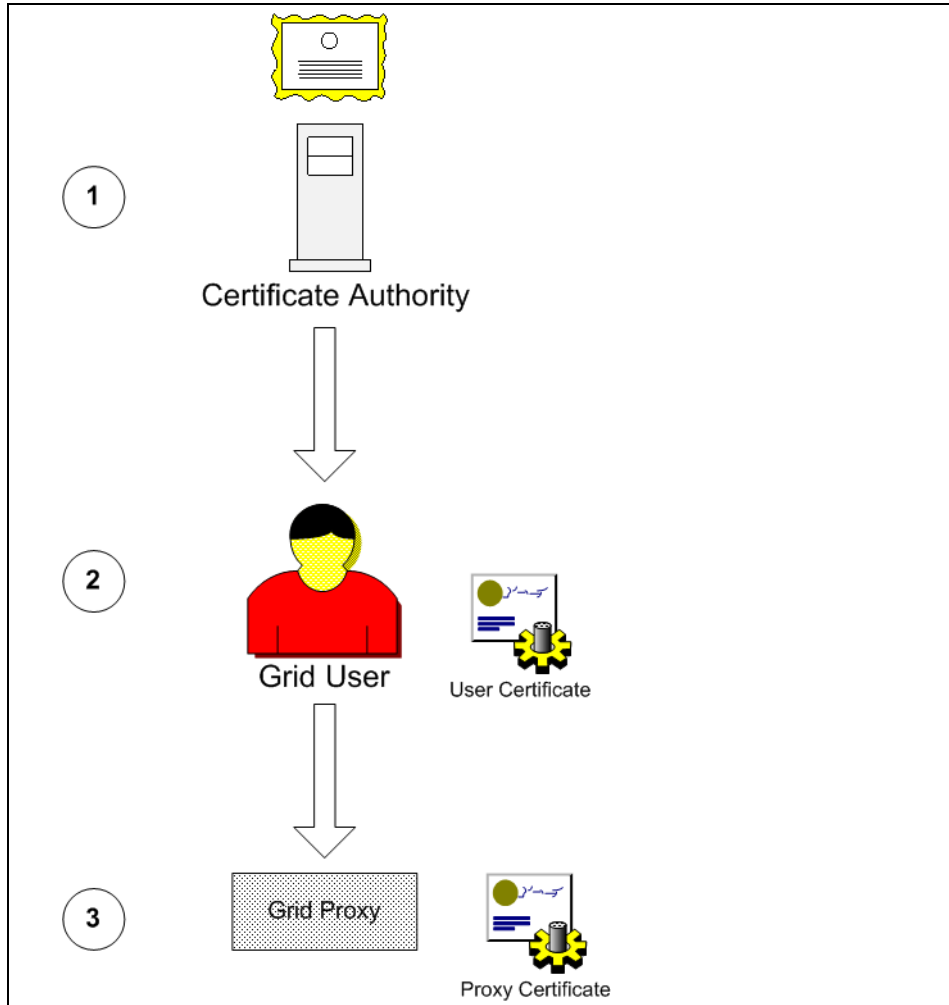 1
Certificate Authority
2
Grid User
User Certificate
3
Grid Proxy
Proxy Certificate